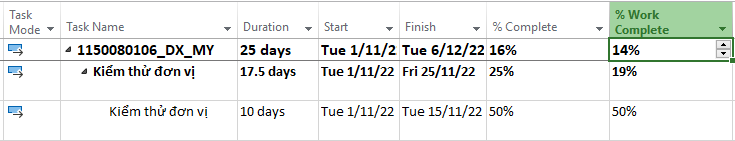 Task Mode Task Name Duration Start Finish % Complete % Work Complete
1150080106_DX_MY 25 days Tue 1/11/2 Tue 6/12/22 16% 14%
Kiểm thử đơn vị 17.5 days Tue 1/11/22 Fri 25/11/22 25% 19%
Kiểm thử đơn vị 10 days Tue 1/11/22 Tue 15/11/22 50% 50%